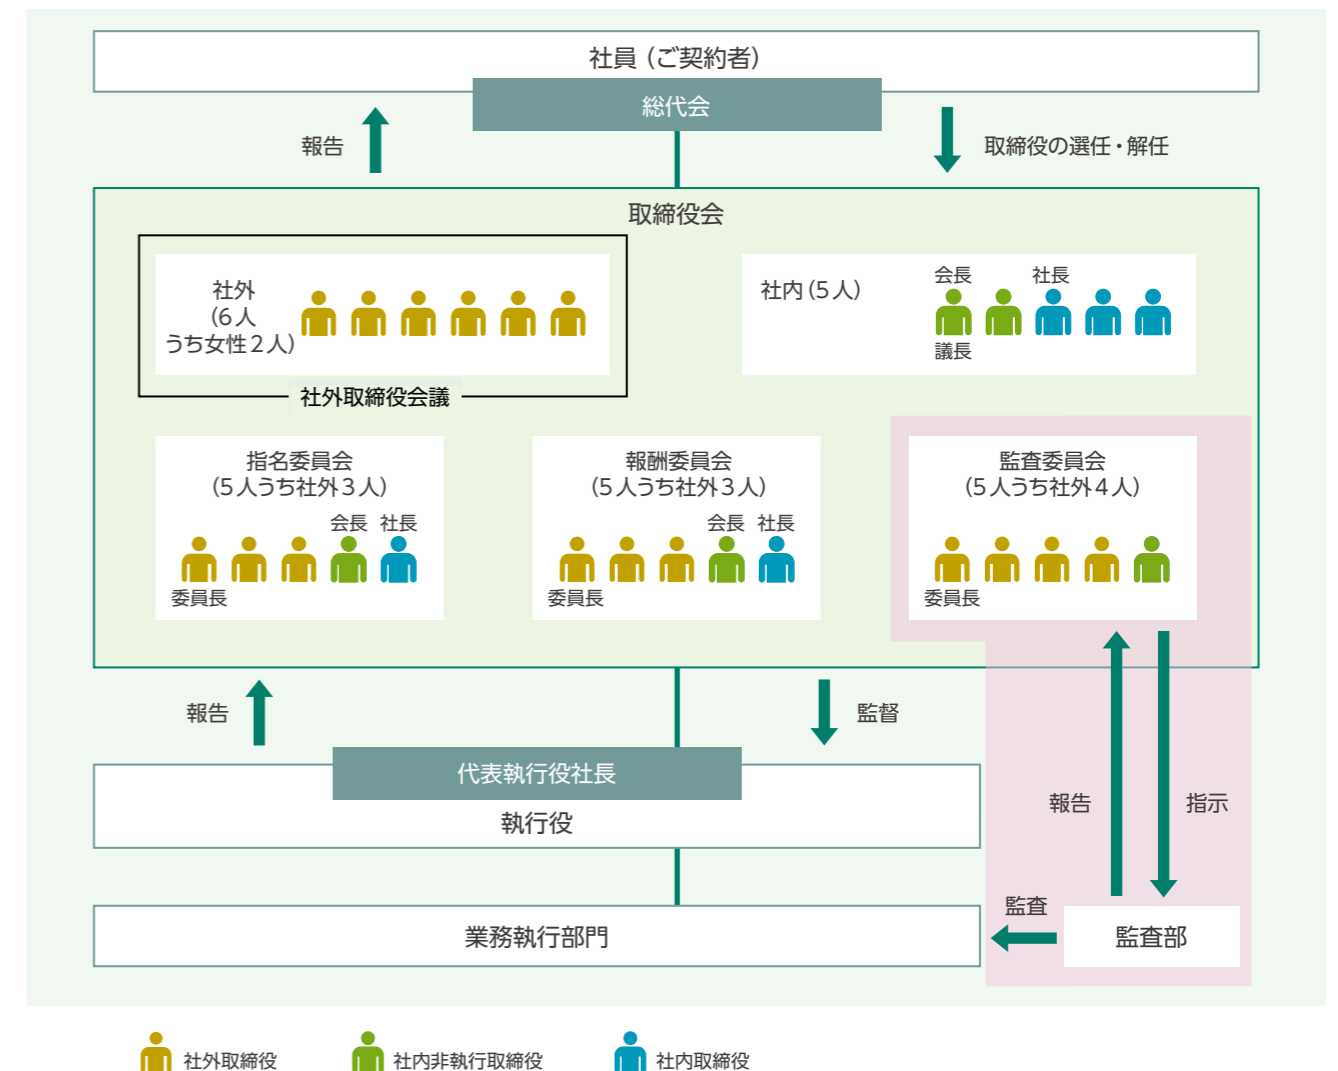 社員（ご契約者）
総代会
報告
取締役の選任・解任
取締役会
社外
（6人
うち女性2人）
社外取締役会議
社内（5人）
会長
社長
議長
指名委員会
（5人うち社外3人）
会長 社長
委員長
報酬委員会
（5人うち社外3人）
会長 社長
委員長
監査委員会
（5人うち社外4人）
委員長
報告
監督
代表執行役社長
執行役
報告
指示
業務執行部門
監査
監査部
社外取締役
社内非執行取締役
社内取締役